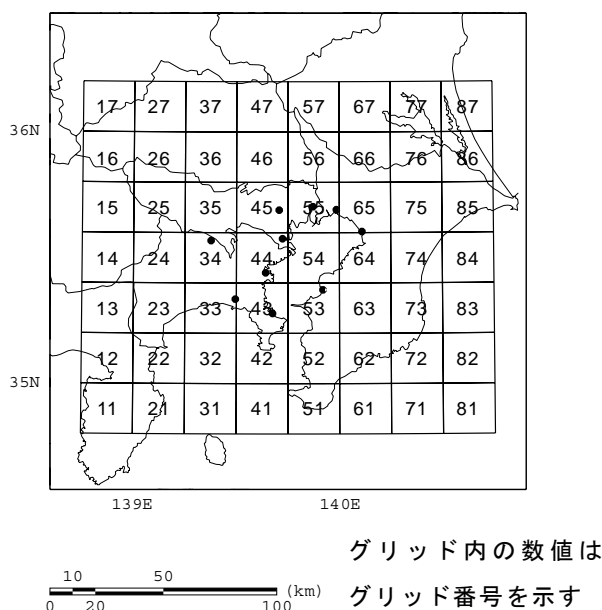 17 27 37 47 57 67 77 87
36N
16 26 36 46 56 66 76 86
15 25 35 45 55 65 75 85
14 24 34 44 54 64 74 84
13 23 33 43 53 63 73 83
12 22 32 42 52 62 72 82
35N
11 21 31 41 51 61 71 81
139E 140E
グリッド内の数値は
10 50
(km)
0 20 100
グリッド番号を示す